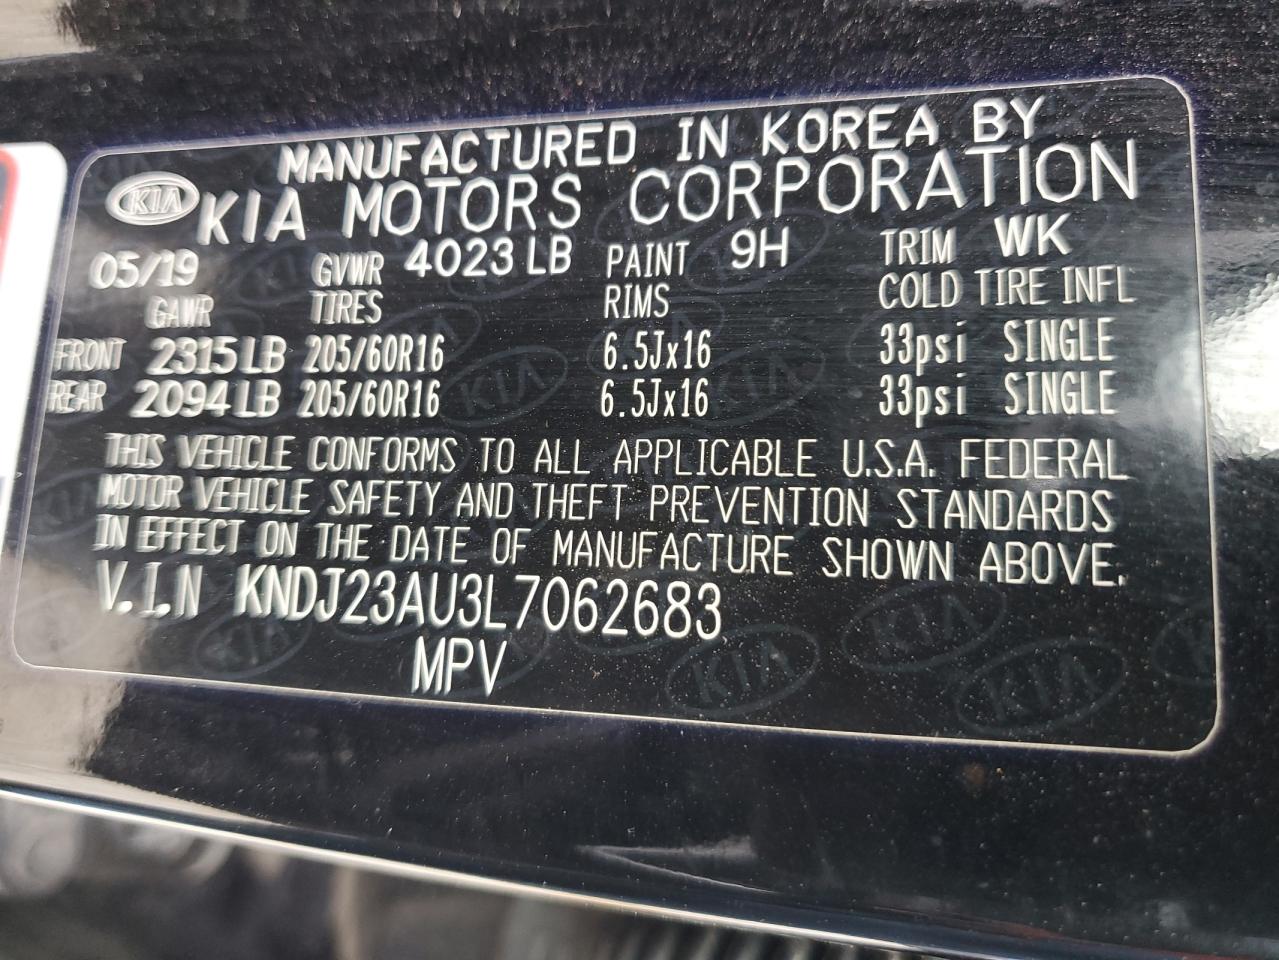 MANUFACTURED IN KOREA BY
KIA KIA MOTORS CORPORATION
05/19 GVWR 4023 LB PAINT 9H TRIM WK
GAWR TIRES RIMS COLD TIRE INFL
FRONT 2315 LB 205/60R16 6.5Jx16 33psi SINGLE
REAR 2094 LB 205/60R16 6.5Jx16 33psi SINGLE
THIS VEHICLE CONFORMS TO ALL APPLICABLE U.S.A. FEDERAL
MOTOR VEHICLE SAFETY AND THEFT PREVENTION STANDARDS
IN EFFECT ON THE DATE OF MANUFACTURE SHOWN ABOVE.
V.I.N KNDJ23AU3L7062683
MPV